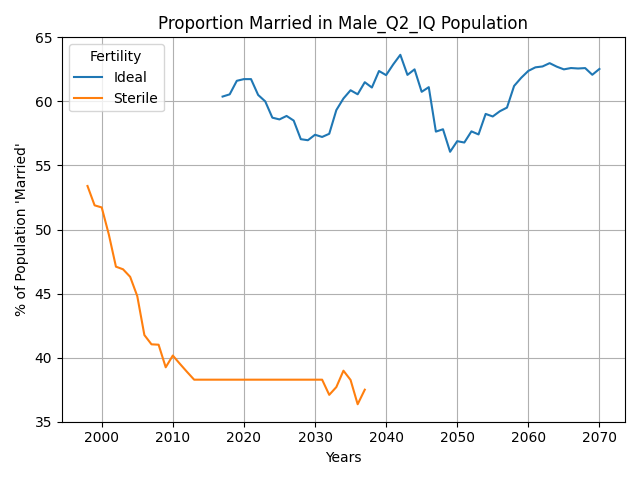 Proportion Married in Male_Q2_IQ Population
% of Population 'Married'
65
60
55
50
45
40
35
Fertility
Ideal
Sterile
2000 2010 2020 2030 2040 2050 2060 2070
Years